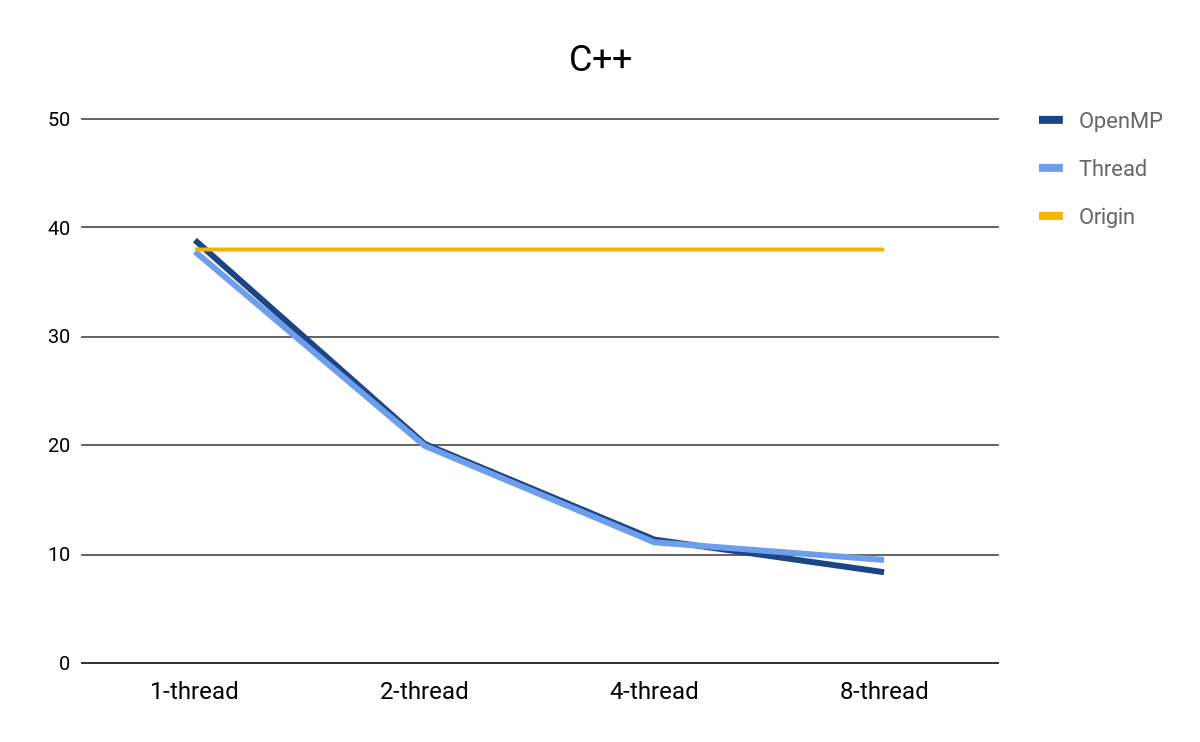 C++
50
40
30
20
10
0
1-thread
2-thread
4-thread
8-thread
OpenMP
Thread
Origin